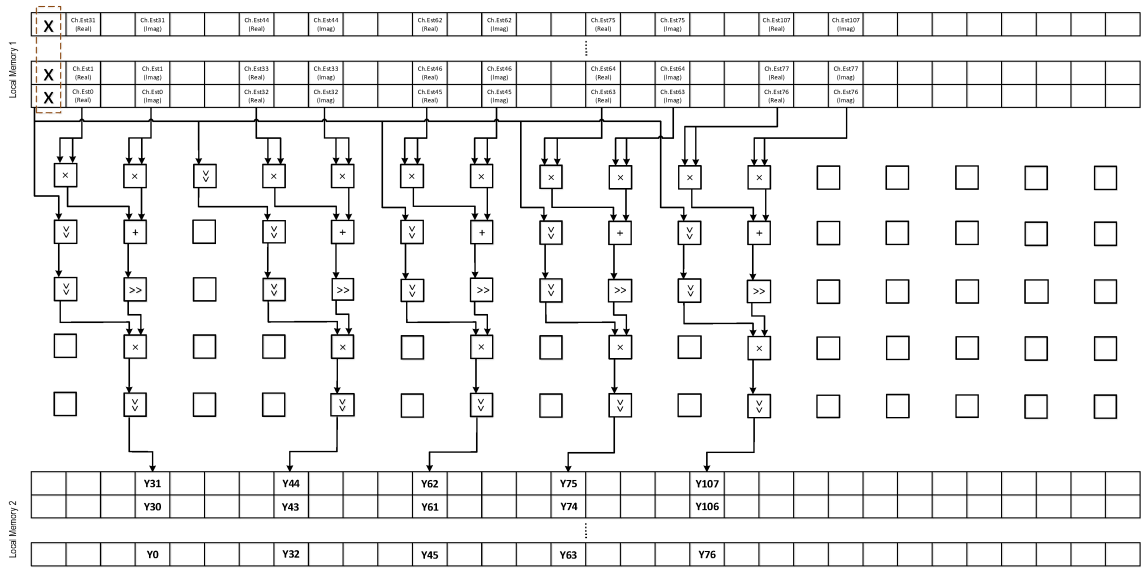 Local Memory 1
X Ch.Est31 (Real) Ch.Est31 (Imag) Ch.Est44 (Real) Ch.Est44 (Imag) Ch.Est62 (Real) Ch.Est62 (Imag) Ch.Est75 (Real) Ch.Est75 (Imag) Ch.Est107 (Real) Ch.Est107 (Imag)
X Ch.Est1 (Real) Ch.Est1 (Imag) Ch.Est33 (Real) Ch.Est33 (Imag) Ch.Est46 (Real) Ch.Est46 (Imag) Ch.Est64 (Real) Ch.Est64 (Imag) Ch.Est77 (Real) Ch.Est77 (Imag)
X Ch.Est0 (Real) Ch.Est0 (Imag) Ch.Est32 (Real) Ch.Est32 (Imag) Ch.Est45 (Real) Ch.Est45 (Imag) Ch.Est63 (Real) Ch.Est63 (Imag) Ch.Est76 (Real) Ch.Est76 (Imag)
× × >> × × × × × × × ×
>> + >> + >> + >> + >> +
>> >> >> >> >> >> >> >> >> >>
× × × × ×
>> >> >> >> >>
Local Memory 2
Y31 Y44 Y62 Y75 Y107
Y30 Y43 Y61 Y74 Y106
Y0 Y32 Y45 Y63 Y76